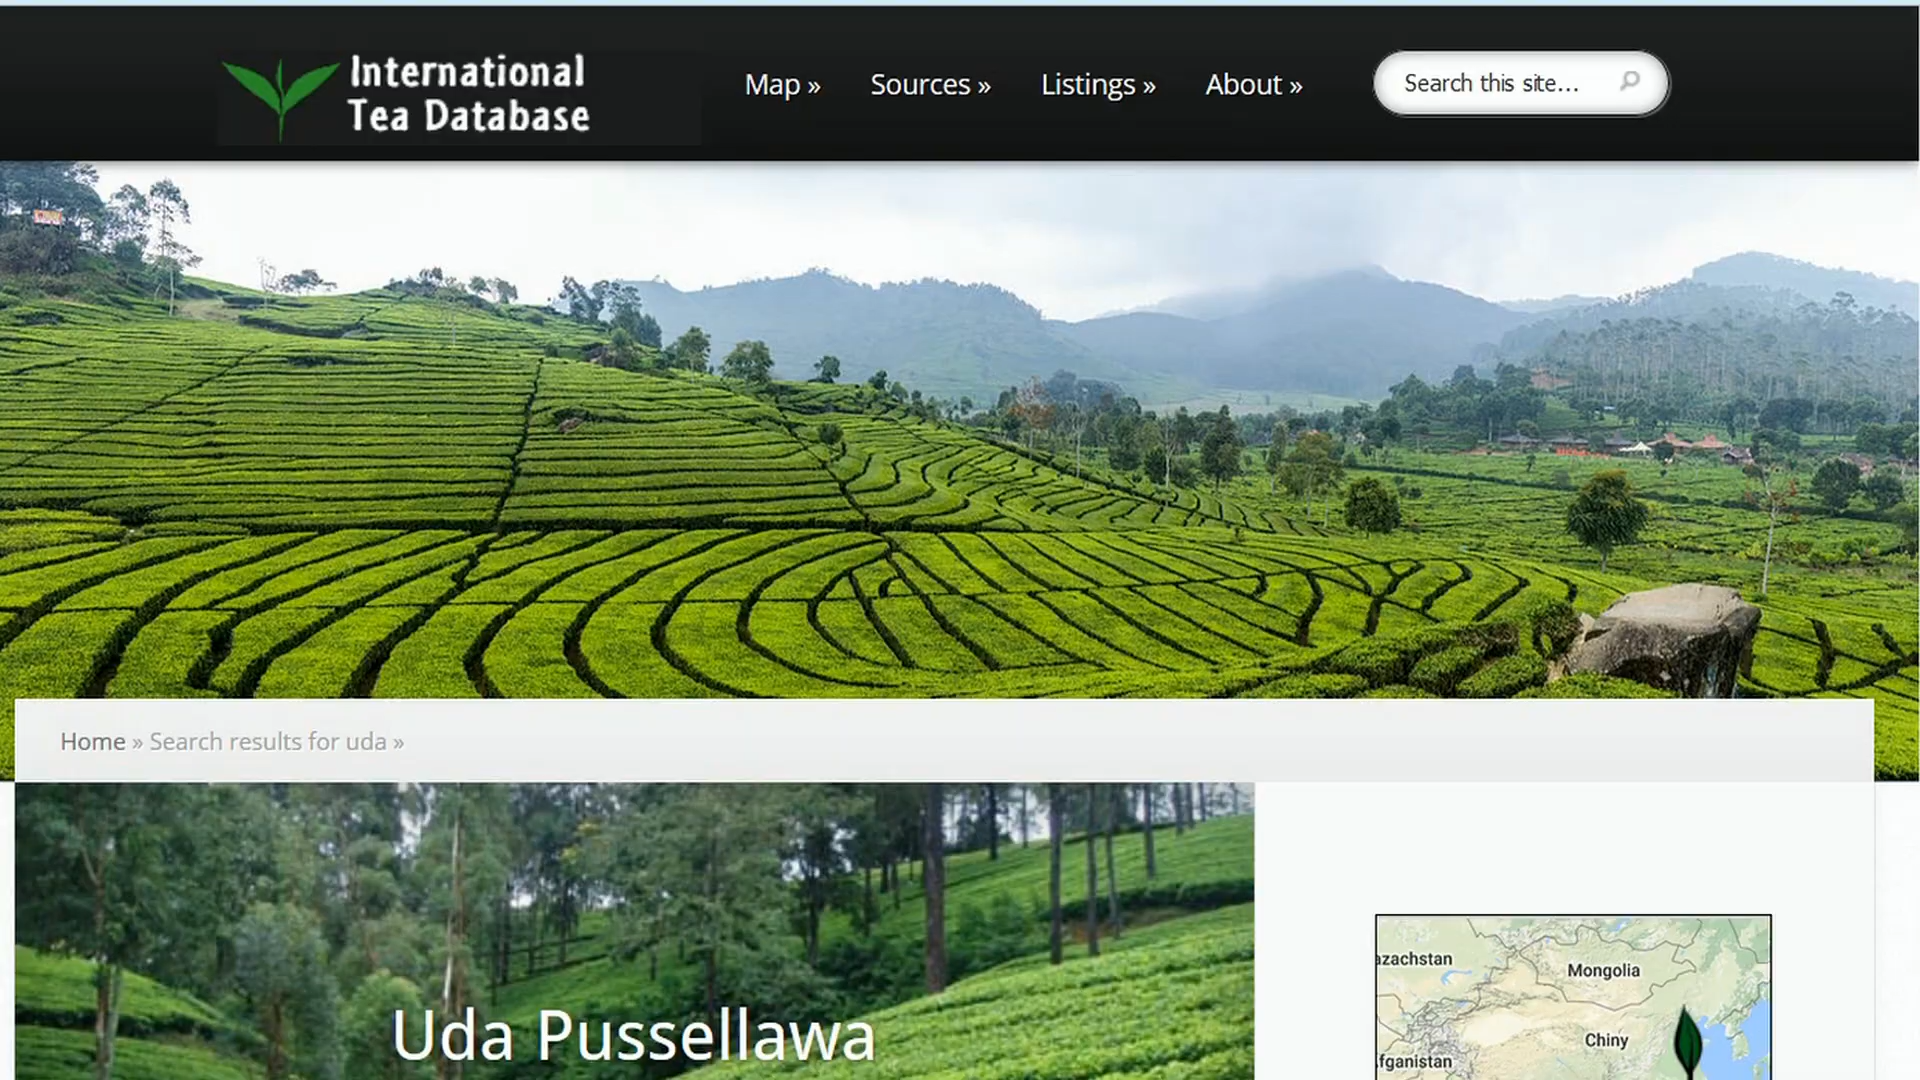 International
Tea Database
Map »
Sources »
Listings »
About »
Search this site...
Home » Search results for uda »
Uda Pussellawa
azachstan
Mongolia
Chiny
fganistan